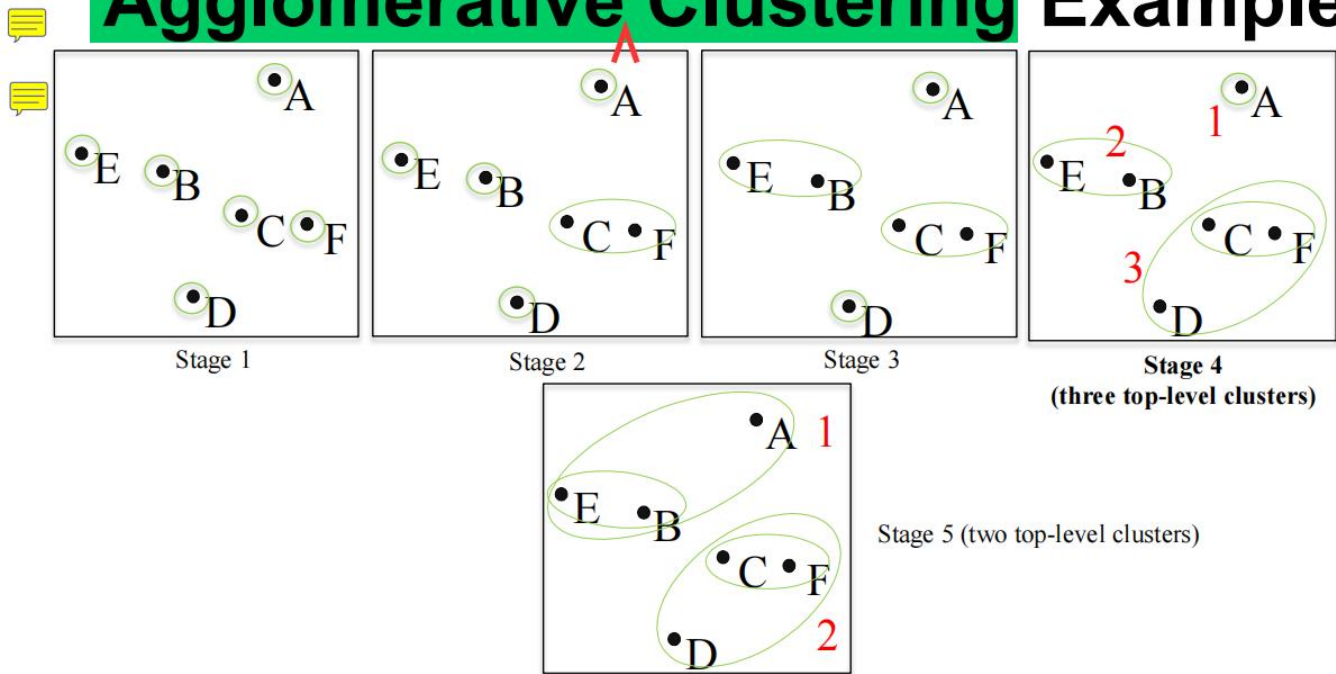 Agglomerative Clustering Example
A
E
B
C
F
D
Stage 1
A
E
B
C
F
D
Stage 2
A
E
B
C
F
D
Stage 3
A
1
2
E
B
C
F
3
D
Stage 4
(three top-level clusters)
A 1
E
B
C
F
D
2
Stage 5 (two top-level clusters)